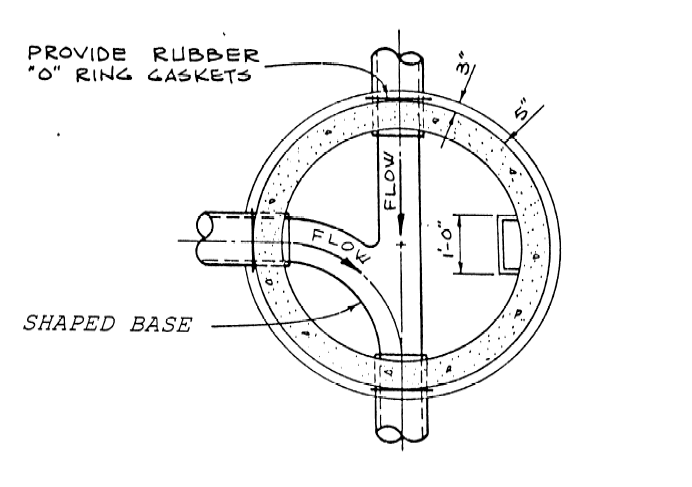 PROVIDE RUBBER
"O" RING GASKETS
3"
5"
FLOW
FLOW
1'-0"
SHAPED BASE